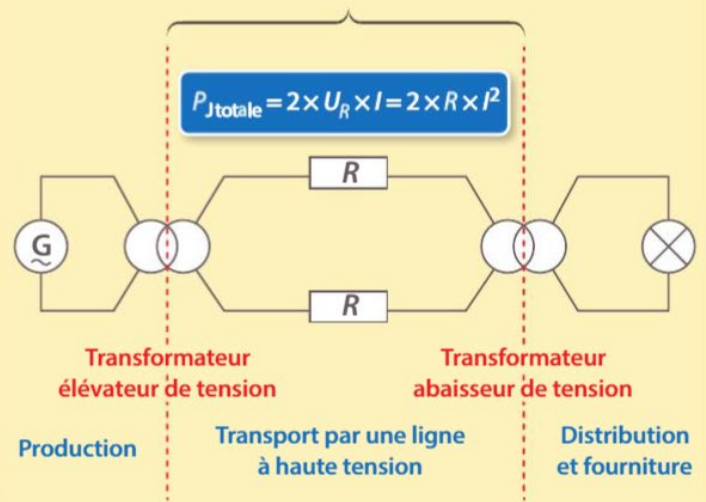 P_Jtotale = 2 × U_R × I = 2 × R × I²
R
G
~
R
Transformateur
élévateur de tension
Transformateur
abaisseur de tension
Production
Transport par une ligne
à haute tension
Distribution
et fourniture